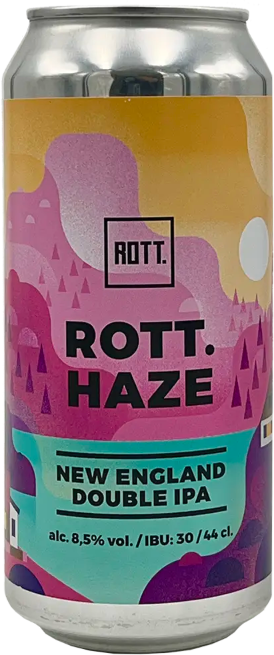 ROTT.
ROTT.
HAZE
NEW ENGLAND
DOUBLE IPA
alc. 8,5% vol. / IBU: 30 / 44 cl.